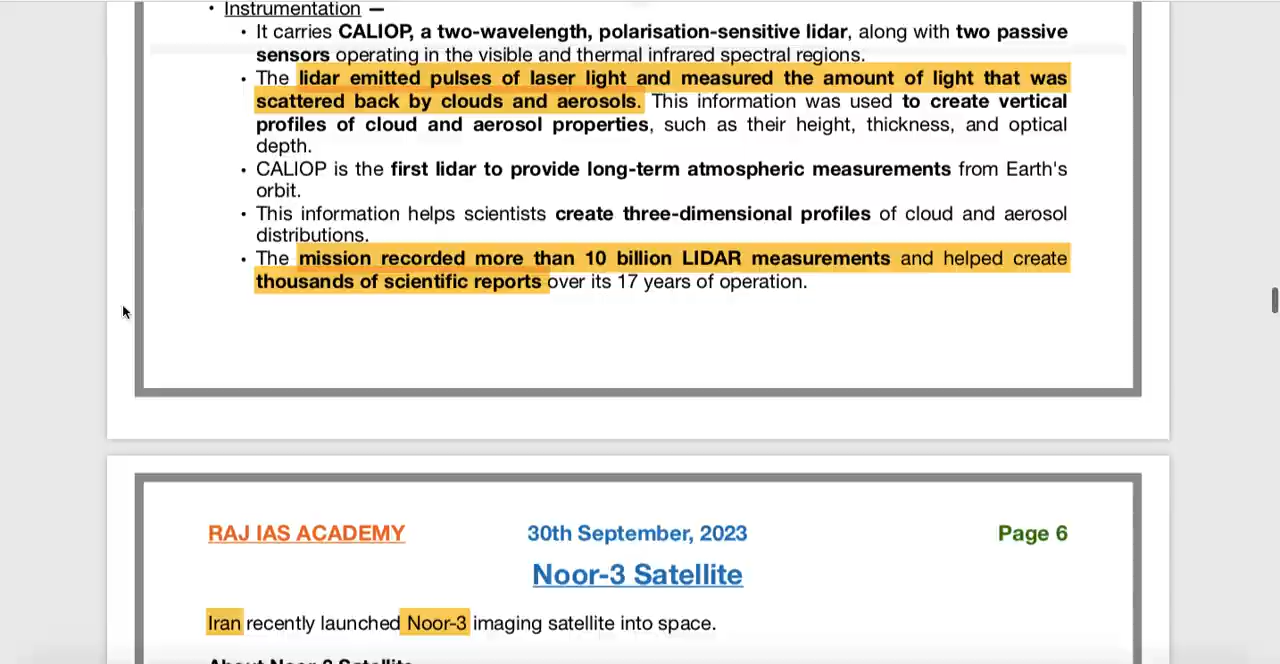 • Instrumentation —
• It carries CALIOP, a two-wavelength, polarisation-sensitive lidar, along with two passive
sensors operating in the visible and thermal infrared spectral regions.
• The lidar emitted pulses of laser light and measured the amount of light that was
scattered back by clouds and aerosols. This information was used to create vertical
profiles of cloud and aerosol properties, such as their height, thickness, and optical
depth.
• CALIOP is the first lidar to provide long-term atmospheric measurements from Earth's
orbit.
• This information helps scientists create three-dimensional profiles of cloud and aerosol
distributions.
• The mission recorded more than 10 billion LIDAR measurements and helped create
thousands of scientific reports over its 17 years of operation.
RAJ IAS ACADEMY 30th September, 2023 Page 6
Noor-3 Satellite
Iran recently launched Noor-3 imaging satellite into space.
About Noor-3 Satellite